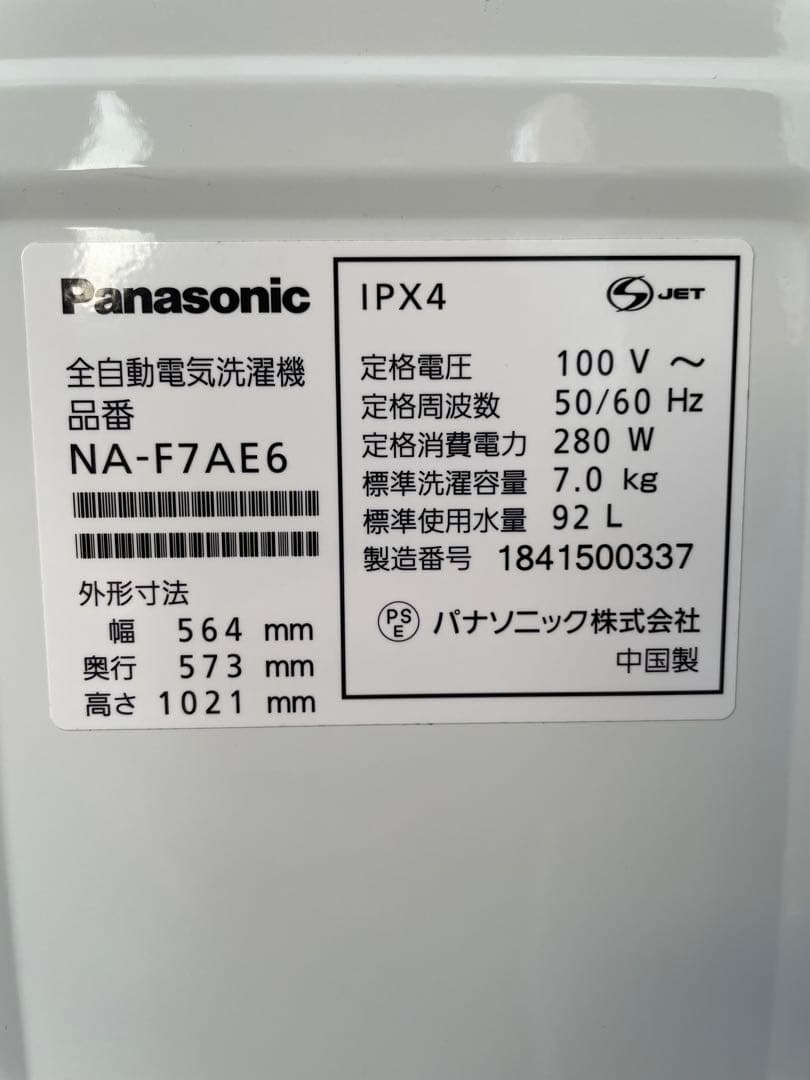 Panasonic
全自動電気洗濯機
品番
NA-F7AE6
外形寸法
幅 564 mm
奥行 573 mm
高さ 1021 mm
IPX4
S JET
定格電圧 100 V ～
定格周波数 50/60 Hz
定格消費電力 280 W
標準洗濯容量 7.0 kg
標準使用水量 92 L
製造番号 1841500337
PS
E
パナソニック株式会社
中国製